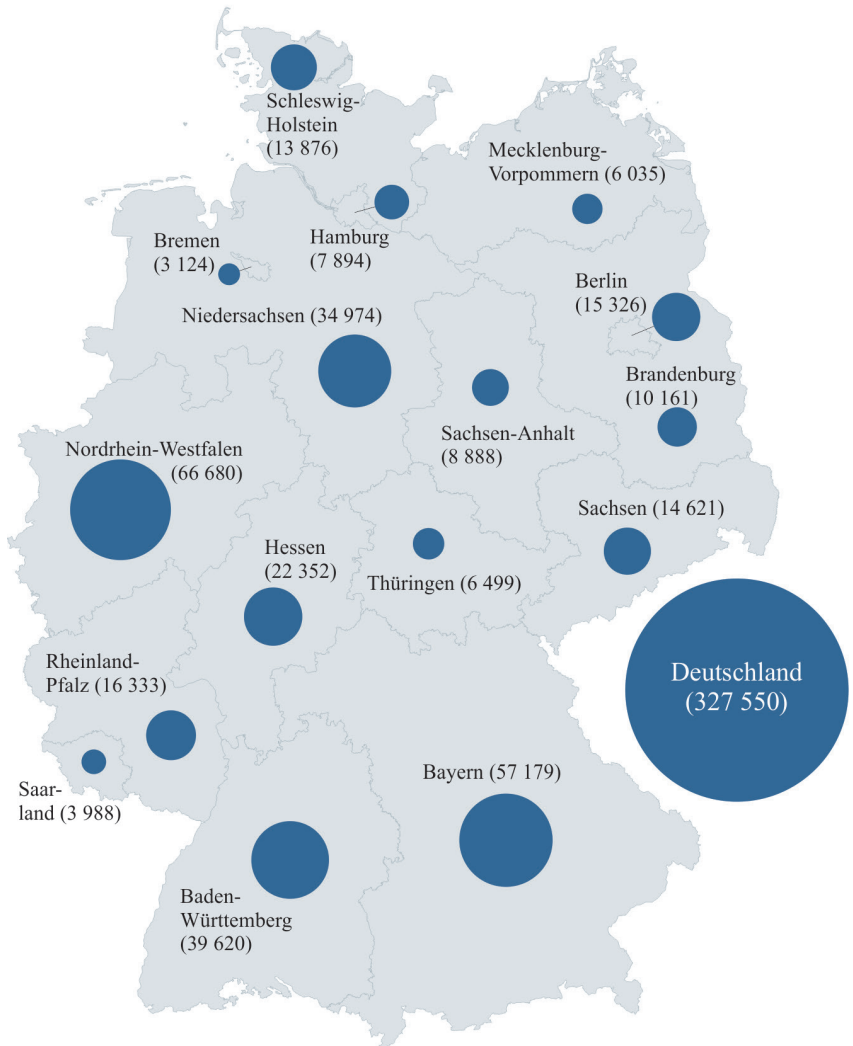 Schleswig-
Holstein
(13 876)
Mecklenburg-
Vorpommern (6 035)
Hamburg
(7 894)
Bremen
(3 124)
Berlin
(15 326)
Niedersachsen (34 974)
Brandenburg
(10 161)
Sachsen-Anhalt
(8 888)
Nordrhein-Westfalen
(66 680)
Sachsen (14 621)
Hessen
(22 352)
Thüringen (6 499)
Rheinland-
Pfalz (16 333)
Deutschland
(327 550)
Saar-
land (3 988)
Bayern (57 179)
Baden-
Württemberg
(39 620)